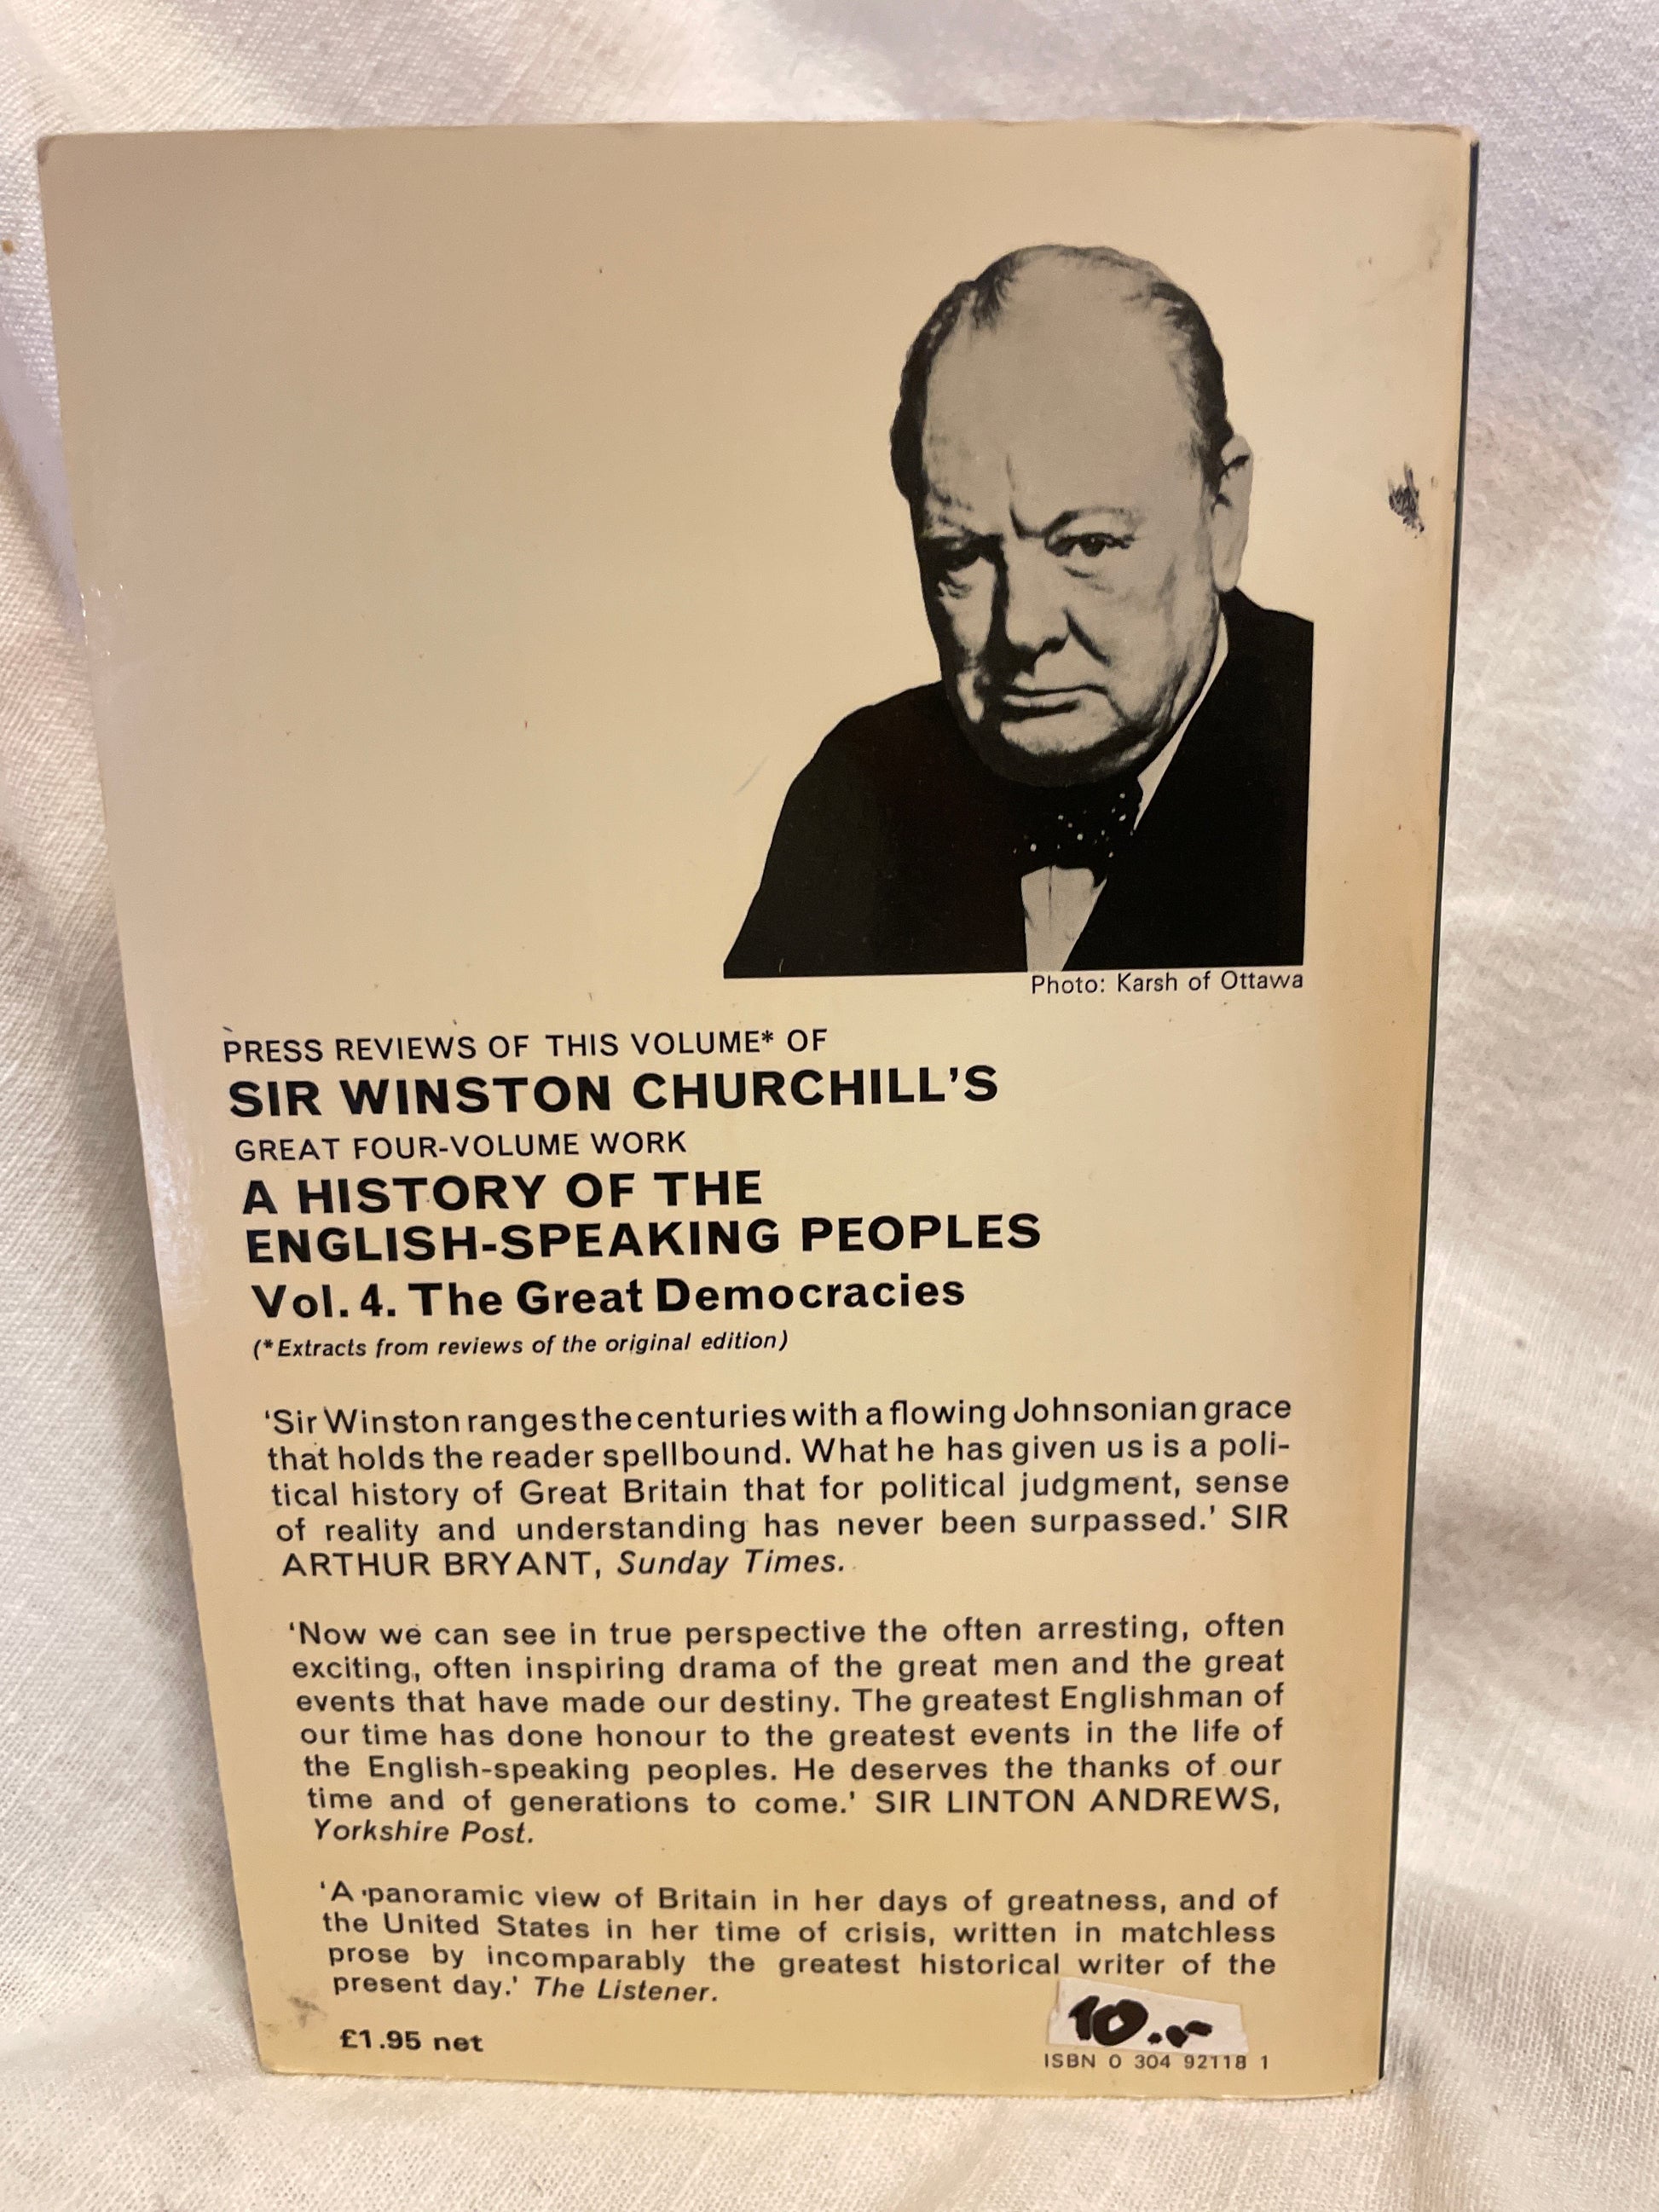 Photo: Karsh of Ottawa
PRESS REVIEWS OF THIS VOLUME* OF
SIR WINSTON CHURCHILL'S
GREAT FOUR-VOLUME WORK
A HISTORY OF THE
ENGLISH-SPEAKING PEOPLES
Vol. 4. The Great Democracies
(*Extracts from reviews of the original edition)
'Sir Winston ranges the centuries with a flowing Johnsonian grace
that holds the reader spellbound. What he has given us is a poli-
tical history of Great Britain that for political judgment, sense
of reality and understanding has never been surpassed.' SIR
ARTHUR BRYANT, Sunday Times.
'Now we can see in true perspective the often arresting, often
exciting, often inspiring drama of the great men and the great
events that have made our destiny. The greatest Englishman of
our time has done honour to the greatest events in the life of
the English-speaking peoples. He deserves the thanks of our
time and of generations to come.' SIR LINTON ANDREWS,
Yorkshire Post.
'A panoramic view of Britain in her days of greatness, and of
the United States in her time of crisis, written in matchless
prose by incomparably the greatest historical writer of the
present day.' The Listener.
10.-
£1.95 net
ISBN 0 304 92118 1